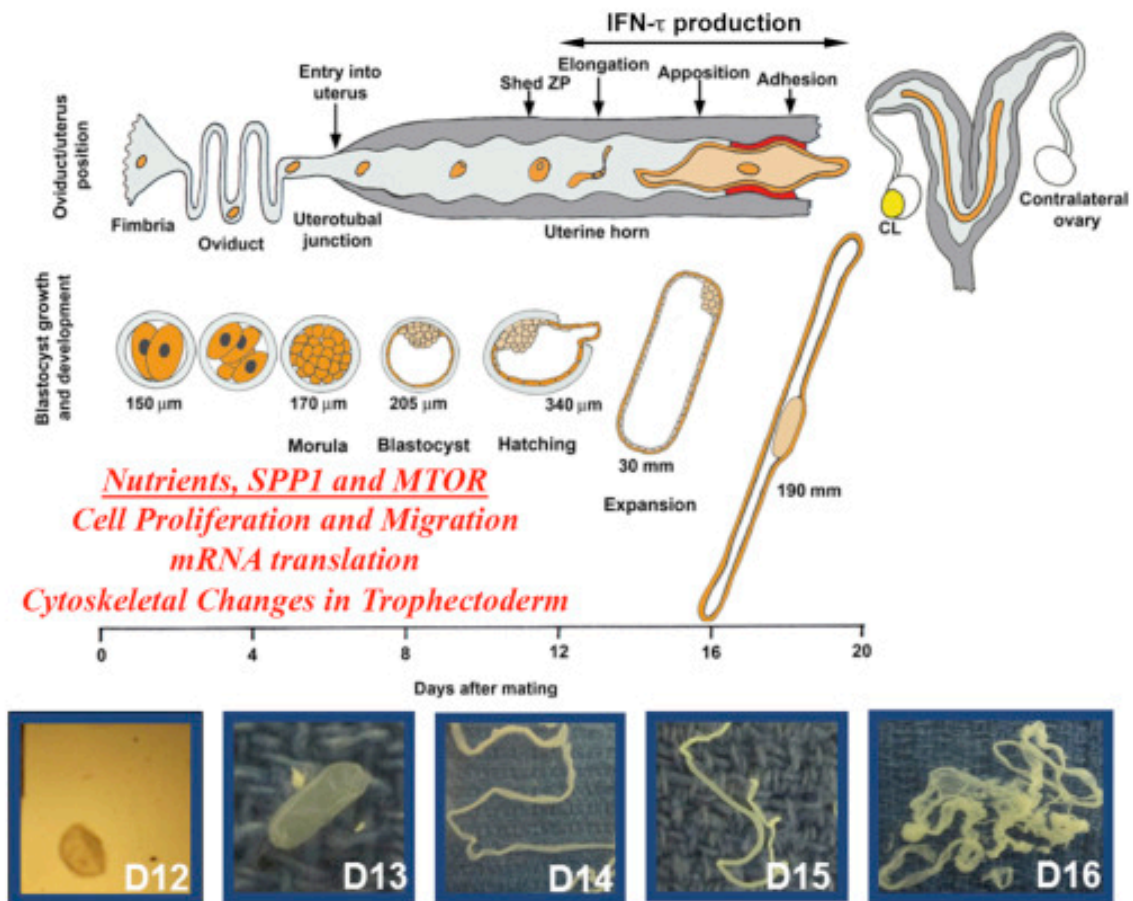 IFN-τ production
Entry into
uterus
Shed ZP
Elongation
Apposition
Adhesion
Oviduct/uterus
position
Fimbria
Oviduct
Uterotubal
junction
Uterine horn
CL
Contralateral
ovary
Blastocyst growth
and development
150 μm
170 μm
205 μm
340 μm
Morula
Blastocyst
Hatching
30 mm
Expansion
190 mm
Nutrients, SPP1 and MTOR
Cell Proliferation and Migration
mRNA translation
Cytoskeletal Changes in Trophectoderm
0 4 8 12 16 20
Days after mating
D12 D13 D14 D15 D16